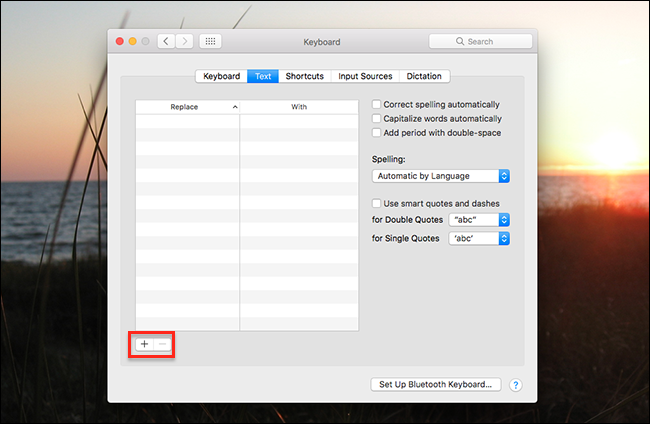 Keyboard
Search
Keyboard Text Shortcuts Input Sources Dictation
Replace With
Correct spelling automatically
Capitalize words automatically
Add period with double-space
Spelling:
Automatic by Language
Use smart quotes and dashes
for Double Quotes “abc”
for Single Quotes ‘abc’
+ −
Set Up Bluetooth Keyboard... ?